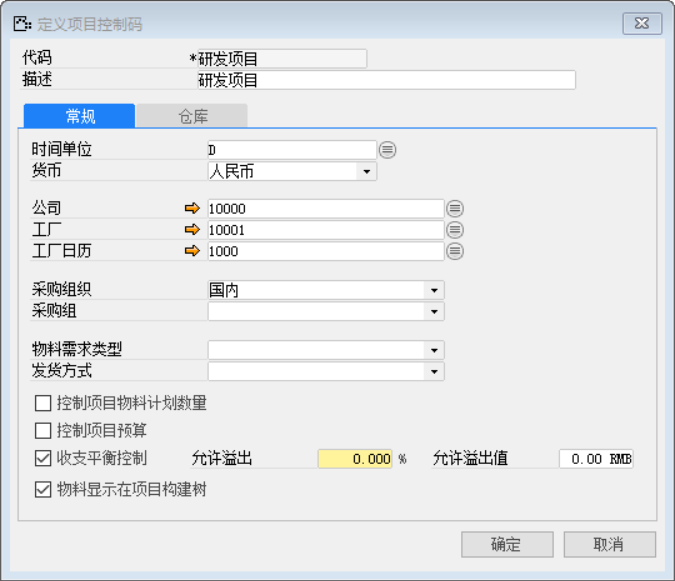 定义项目控制码
代码 *研发项目
描述 研发项目
常规 仓库
时间单位 D
货币 人民币
公司 10000
工厂 10001
工厂日历 1000
采购组织 国内
采购组
物料需求类型
发货方式
控制项目物料计划数量
控制项目预算
收支平衡控制 允许溢出 0.000 % 允许溢出值 0.00 RMB
物料显示在项目构建树
确定 取消